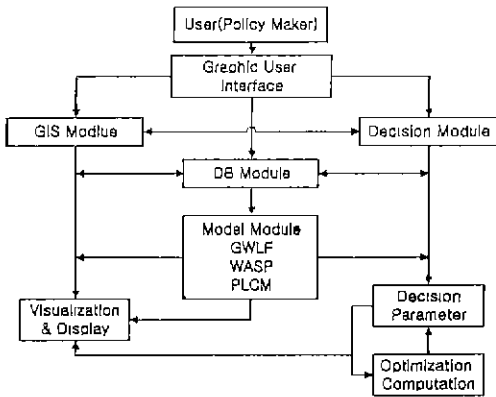 User(Policy Maker)
Graphic User
Interface
GIS Modlue
Decision Module
DB Module
Model Module
GWLF
WASP
PLCM
Visualization
& Display
Decision
Parameter
Optimization
Computation